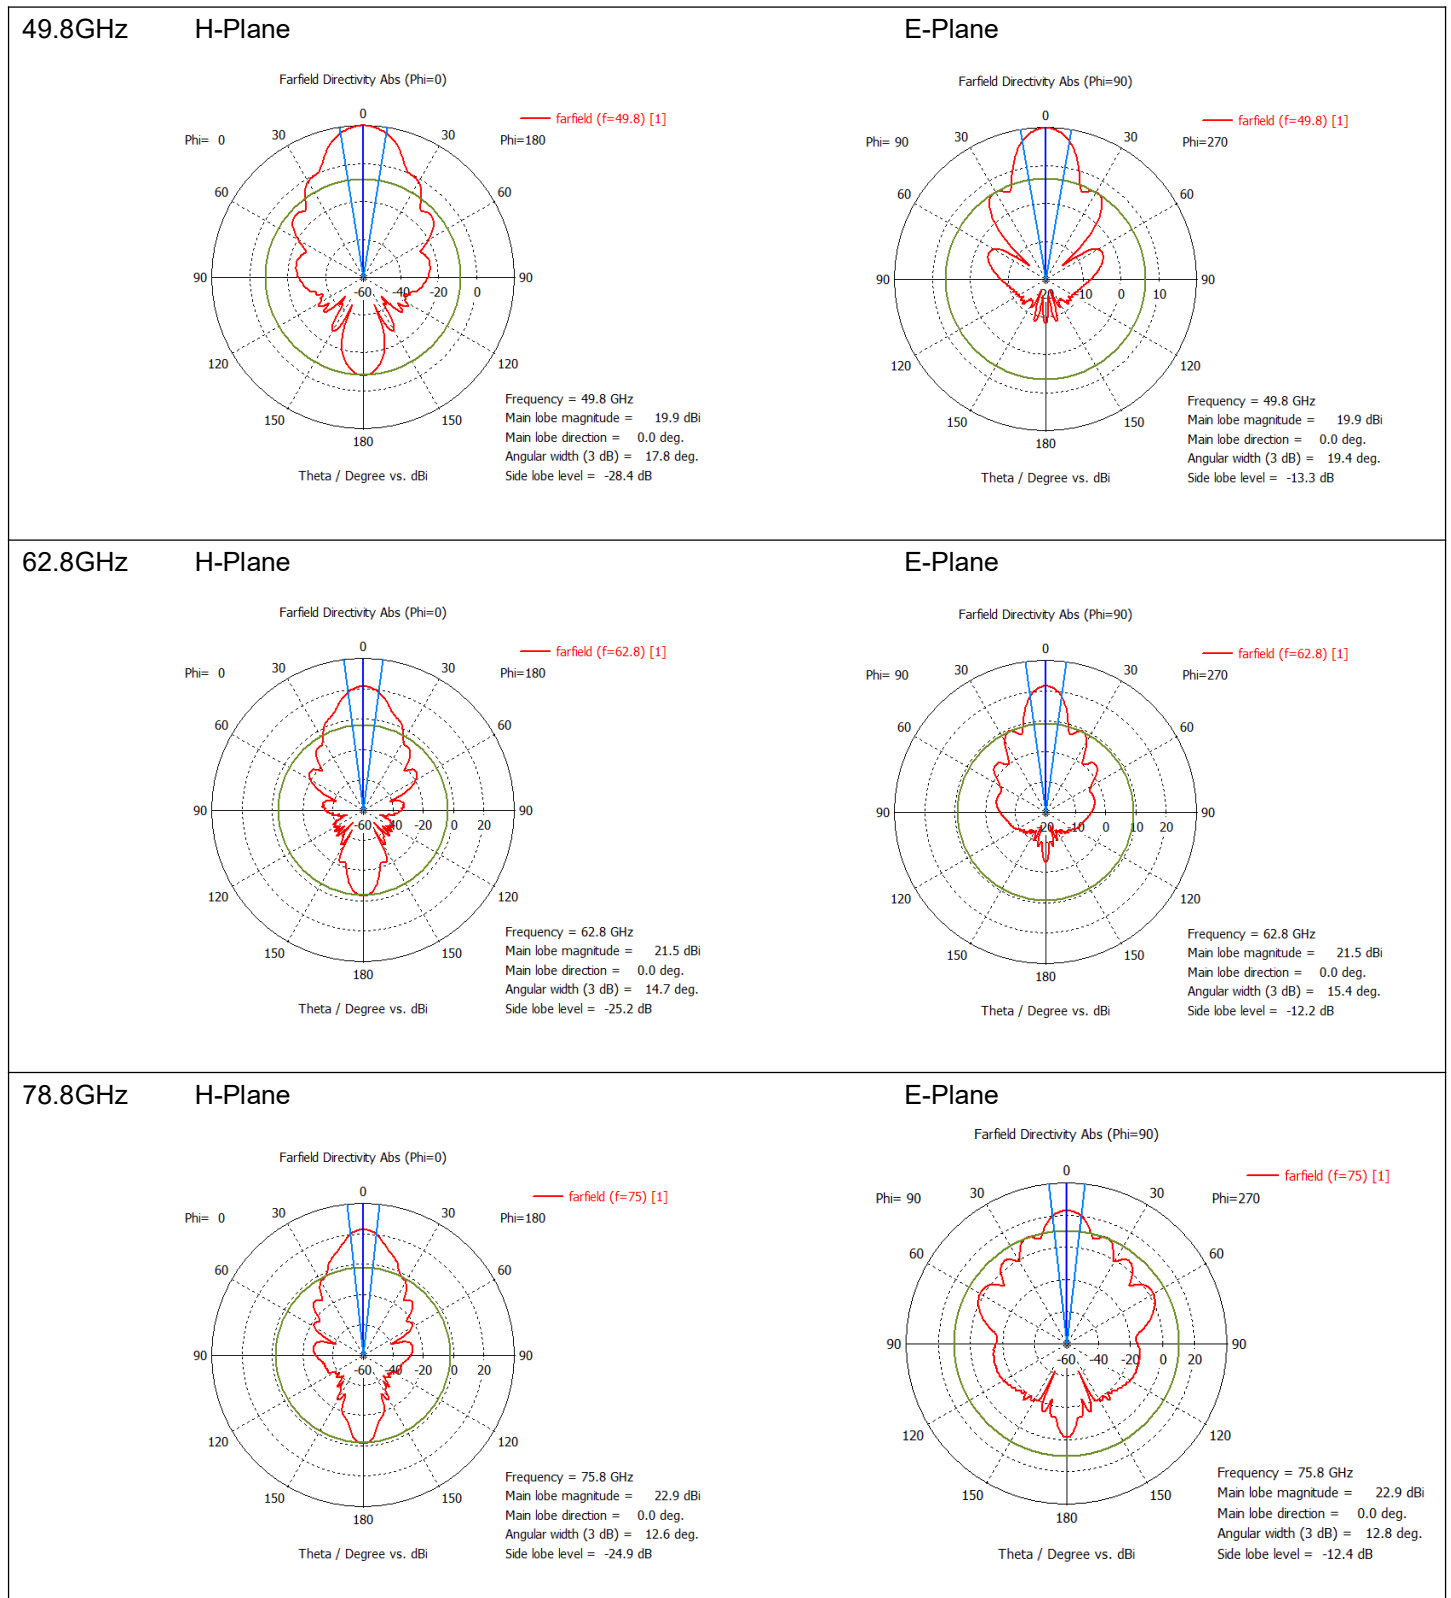 49.8GHz H-Plane E-Plane
Farfield Directivity Abs (Phi=0)
farfield (f=49.8) [1]
Phi= 0
Phi=180
0
30
30
60
60
90
90
-60
-40
-20
0
120
120
150
150
180
Theta / Degree vs. dBi
Frequency = 49.8 GHz
Main lobe magnitude = 19.9 dBi
Main lobe direction = 0.0 deg.
Angular width (3 dB) = 17.8 deg.
Side lobe level = -28.4 dB
Farfield Directivity Abs (Phi=90)
farfield (f=49.8) [1]
Phi= 90
Phi=270
0
30
30
60
60
90
90
-10
0
10
120
120
150
150
180
Theta / Degree vs. dBi
Frequency = 49.8 GHz
Main lobe magnitude = 19.9 dBi
Main lobe direction = 0.0 deg.
Angular width (3 dB) = 19.4 deg.
Side lobe level = -13.3 dB
62.8GHz H-Plane E-Plane
Farfield Directivity Abs (Phi=0)
farfield (f=62.8) [1]
Phi= 0
Phi=180
0
30
30
60
60
90
90
-60
-40
-20
0
20
120
120
150
150
180
Theta / Degree vs. dBi
Frequency = 62.8 GHz
Main lobe magnitude = 21.5 dBi
Main lobe direction = 0.0 deg.
Angular width (3 dB) = 14.7 deg.
Side lobe level = -25.2 dB
Farfield Directivity Abs (Phi=90)
farfield (f=62.8) [1]
Phi= 90
Phi=270
0
30
30
60
60
90
90
-20
-10
0
10
20
120
120
150
150
180
Theta / Degree vs. dBi
Frequency = 62.8 GHz
Main lobe magnitude = 21.5 dBi
Main lobe direction = 0.0 deg.
Angular width (3 dB) = 15.4 deg.
Side lobe level = -12.2 dB
78.8GHz H-Plane E-Plane
Farfield Directivity Abs (Phi=0)
farfield (f=75) [1]
Phi= 0
Phi=180
0
30
30
60
60
90
90
-60
-40
-20
0
20
120
120
150
150
180
Theta / Degree vs. dBi
Frequency = 75.8 GHz
Main lobe magnitude = 22.9 dBi
Main lobe direction = 0.0 deg.
Angular width (3 dB) = 12.6 deg.
Side lobe level = -24.9 dB
Farfield Directivity Abs (Phi=90)
farfield (f=75) [1]
Phi= 90
Phi=270
0
30
30
60
60
90
90
-60
-40
-20
0
20
120
120
150
150
180
Theta / Degree vs. dBi
Frequency = 75.8 GHz
Main lobe magnitude = 22.9 dBi
Main lobe direction = 0.0 deg.
Angular width (3 dB) = 12.8 deg.
Side lobe level = -12.4 dB